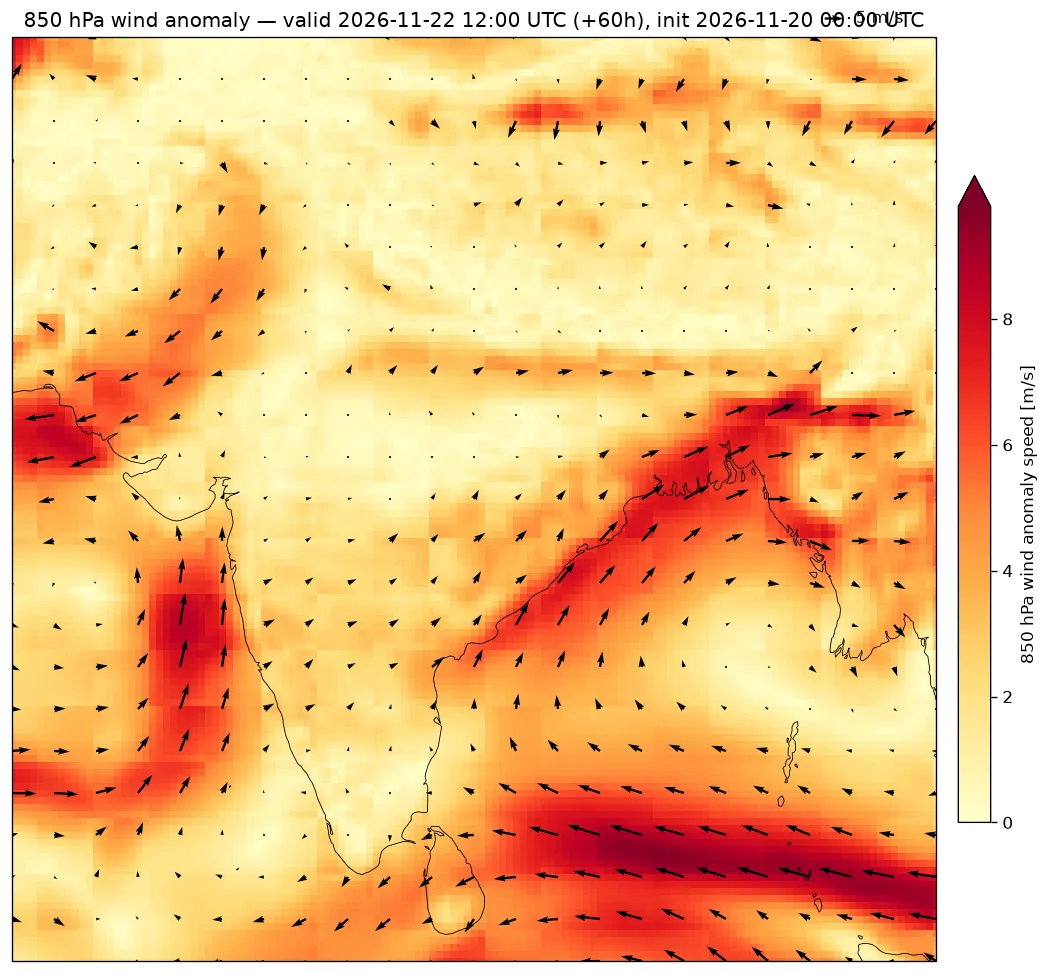 850 hPa wind anomaly — valid 2026-11-22 12:00 UTC (+60h), init 2026-11-20 00:00 UTC
5 m/s
8
6
4
2
0
850 hPa wind anomaly speed [m/s]